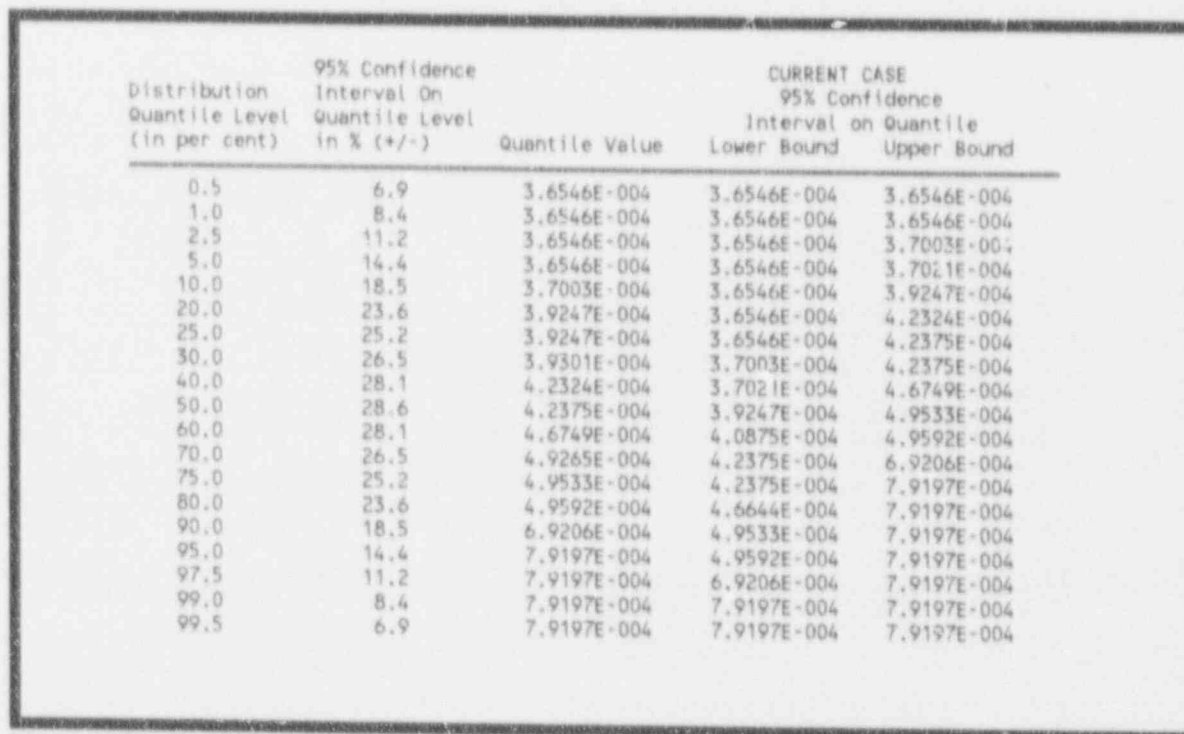 95% Confidence CURRENT CASE
Distribution Interval On 95% Confidence
Quantile Level Quantile Level Interval on Quantile
(in per cent) in % (+/-) Quantile Value Lower Bound Upper Bound
0.5 6.9 3.6546E-004 3.6546E-004 3.6546E-004
1.0 8.4 3.6546E-004 3.6546E-004 3.6546E-004
2.5 11.2 3.6546E-004 3.6546E-004 3.7003E-004
5.0 14.4 3.6546E-004 3.6546E-004 3.7021E-004
10.0 18.5 3.7003E-004 3.6546E-004 3.9247E-004
20.0 23.6 3.9247E-004 3.6546E-004 4.2324E-004
25.0 25.2 3.9247E-004 3.6546E-004 4.2375E-004
30.0 26.5 3.9301E-004 3.7003E-004 4.2375E-004
40.0 28.1 4.2324E-004 3.7021E-004 4.6749E-004
50.0 28.6 4.2375E-004 3.9247E-004 4.9533E-004
60.0 28.1 4.6749E-004 4.0875E-004 4.9592E-004
70.0 26.5 4.9265E-004 4.2375E-004 6.9206E-004
75.0 25.2 4.9533E-004 4.2375E-004 7.9197E-004
80.0 23.6 4.9592E-004 4.6644E-004 7.9197E-004
90.0 18.5 6.9206E-004 4.9533E-004 7.9197E-004
95.0 14.4 7.9197E-004 4.9592E-004 7.9197E-004
97.5 11.2 7.9197E-004 6.9206E-004 7.9197E-004
99.0 8.4 7.9197E-004 7.9197E-004 7.9197E-004
99.5 6.9 7.9197E-004 7.9197E-004 7.9197E-004